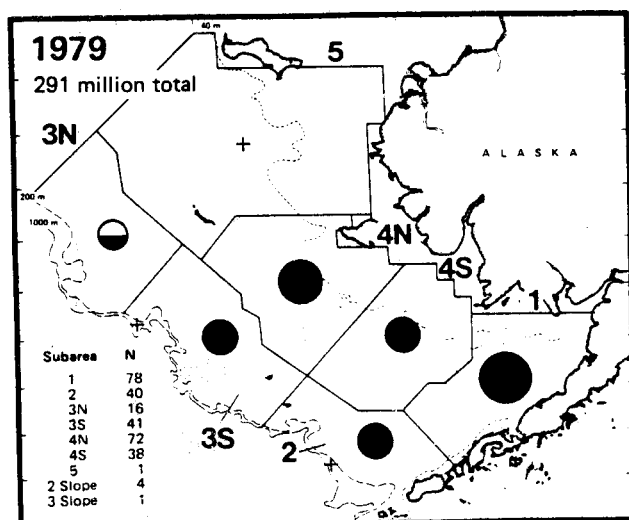 40 m
1979
5
291 million total
3N
ALASKA
200 m
1000 m
4N
4S
1
Subarea N
1 78
2 40
3N 16
3S 41
4N 72
4S 38
5 1
2 Slope 4
3 Slope 1
3S
2